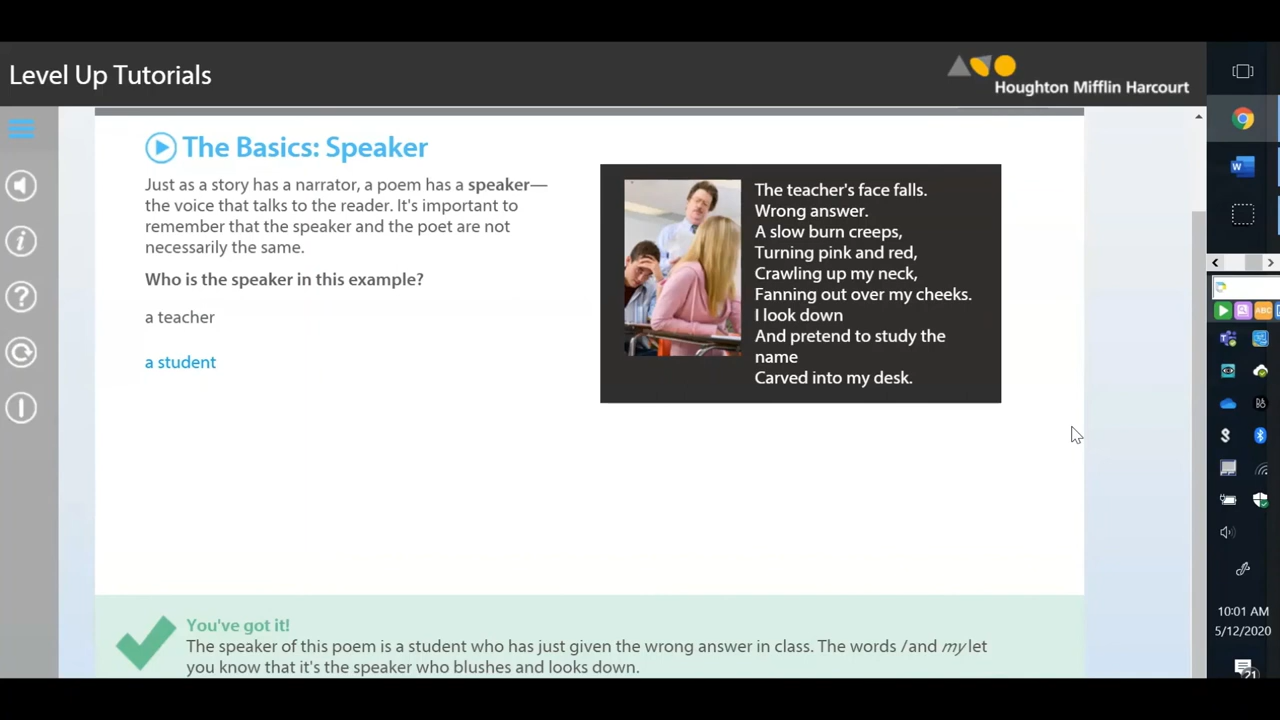 Level Up Tutorials
Houghton Mifflin Harcourt
The Basics: Speaker
Just as a story has a narrator, a poem has a speaker—
the voice that talks to the reader. It's important to
remember that the speaker and the poet are not
necessarily the same.
Who is the speaker in this example?
a teacher
a student
The teacher's face falls.
Wrong answer.
A slow burn creeps,
Turning pink and red,
Crawling up my neck,
Fanning out over my cheeks.
I look down
And pretend to study the
name
Carved into my desk.
You've got it!
The speaker of this poem is a student who has just given the wrong answer in class. The words I and my let
you know that it's the speaker who blushes and looks down.
ABC
10:01 AM
5/12/2020
21